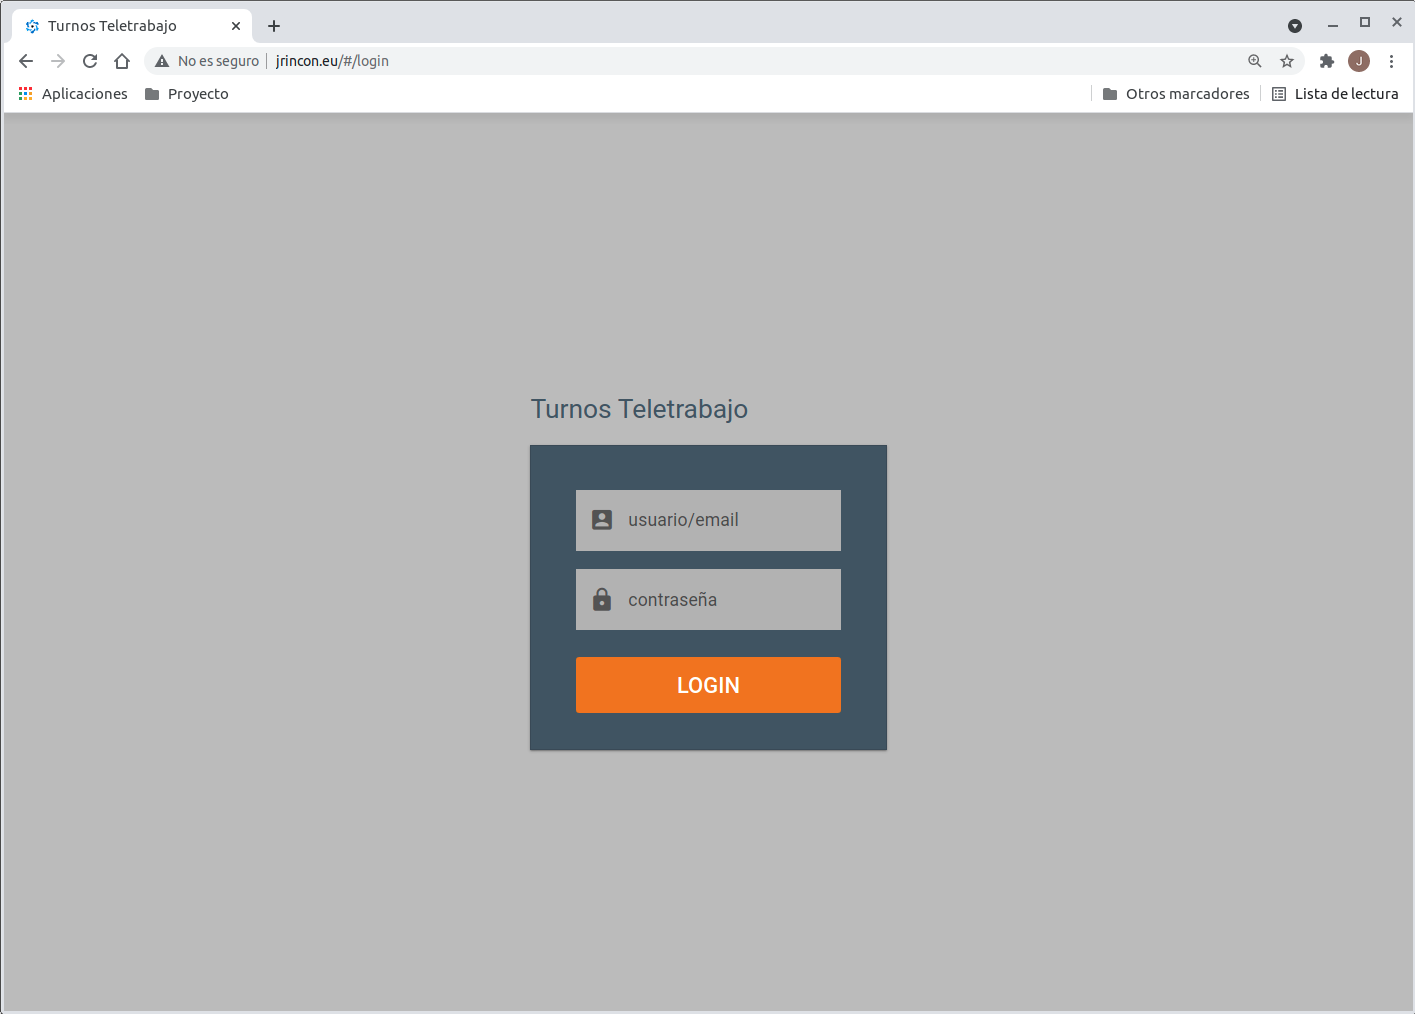 Turnos Teletrabajo
No es seguro jrincon.eu/#/login J
Aplicaciones Proyecto Otros marcadores Lista de lectura
Turnos Teletrabajo
usuario/email
contraseña
LOGIN